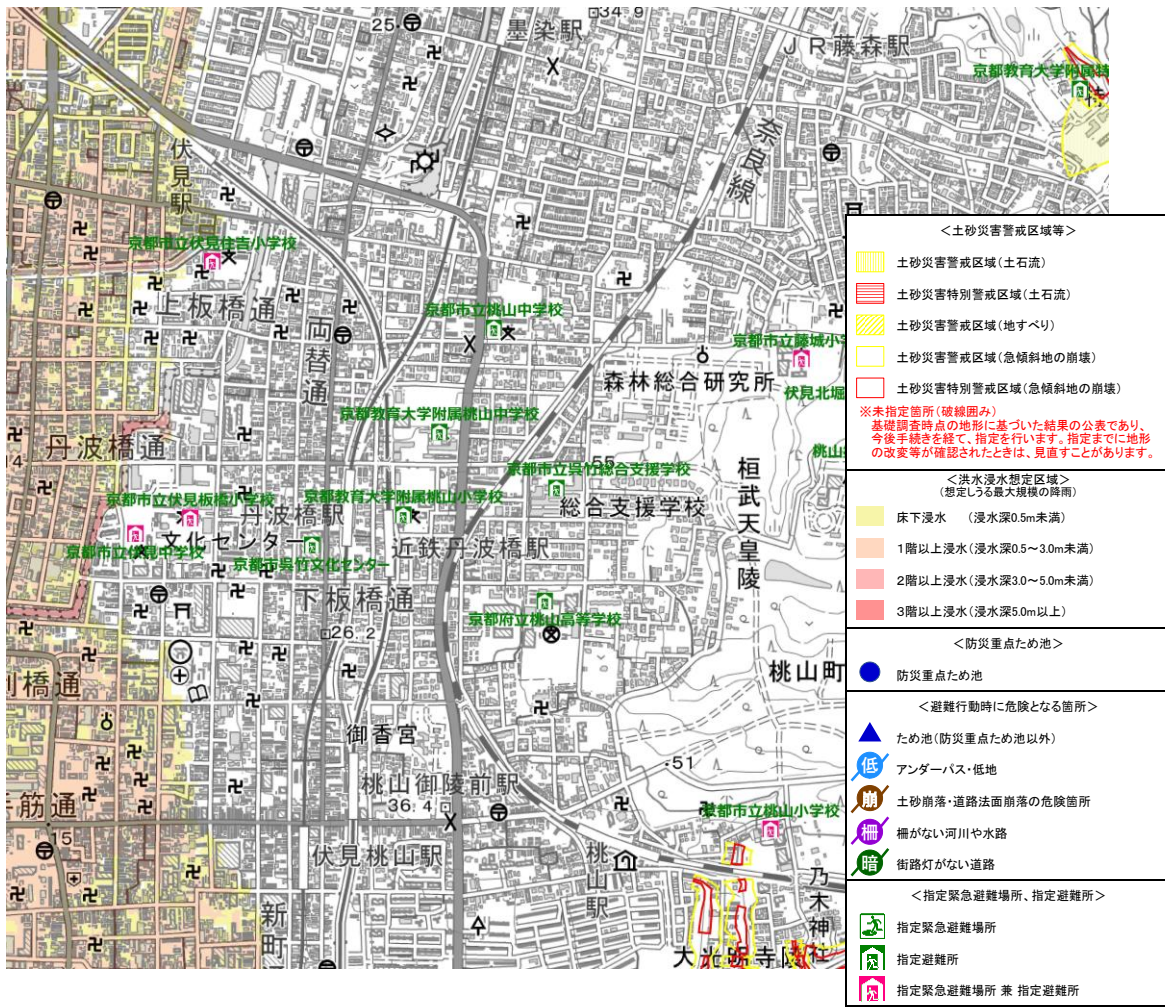 34.9
25.
墨染駅
JR藤森駅
京都教育大学附属特
奈良線
伏見駅
京都市立伏見住吉小学校
上板橋通
両替通
京都市立桃山中学校
京都市立藤城小学
森林総合研究所
伏見北堀
京都教育大学附属桃山中学校
丹波橋通
14
55
桃山
京都市立呉竹総合支援学校
総合支援学校
桓武天皇陵
京都市立伏見板橋小学校
京都教育大学附属桃山小学校
丹波橋駅
文化センター
近鉄丹波橋駅
京都市立伏見中学校
京都市呉竹文化センター
下板橋通
京都府立桃山高等学校
26.2
桃山町
御香宮
51
桃山御陵前駅
36.4
京都市立桃山小学校
手筋通
15
伏見桃山駅
桃山駅
乃木神社
新町
<土砂災害警戒区域等>
土砂災害警戒区域(土石流)
土砂災害特別警戒区域(土石流)
土砂災害警戒区域(地すべり)
土砂災害警戒区域(急傾斜地の崩壊)
土砂災害特別警戒区域(急傾斜地の崩壊)
※未指定箇所(破線囲み)
基礎調査時点の地形に基づいた結果の公表であり、
今後手続きを経て、指定を行います。指定までに地形
の改変等が確認されたときは、見直すことがあります。
<洪水浸水想定区域>
(想定しうる最大規模の降雨)
床下浸水 (浸水深0.5m未満)
1階以上浸水(浸水深0.5~3.0m未満)
2階以上浸水(浸水深3.0~5.0m未満)
3階以上浸水(浸水深5.0m以上)
<防災重点ため池>
防災重点ため池
<避難行動時に危険となる箇所>
ため池(防災重点ため池以外)
低 アンダーパス・低地
崩 土砂崩落・道路法面崩落の危険箇所
柵 柵がない河川や水路
暗 街路灯がない道路
<指定緊急避難場所、指定避難所>
指定緊急避難場所
指定避難所
指定緊急避難場所 兼 指定避難所